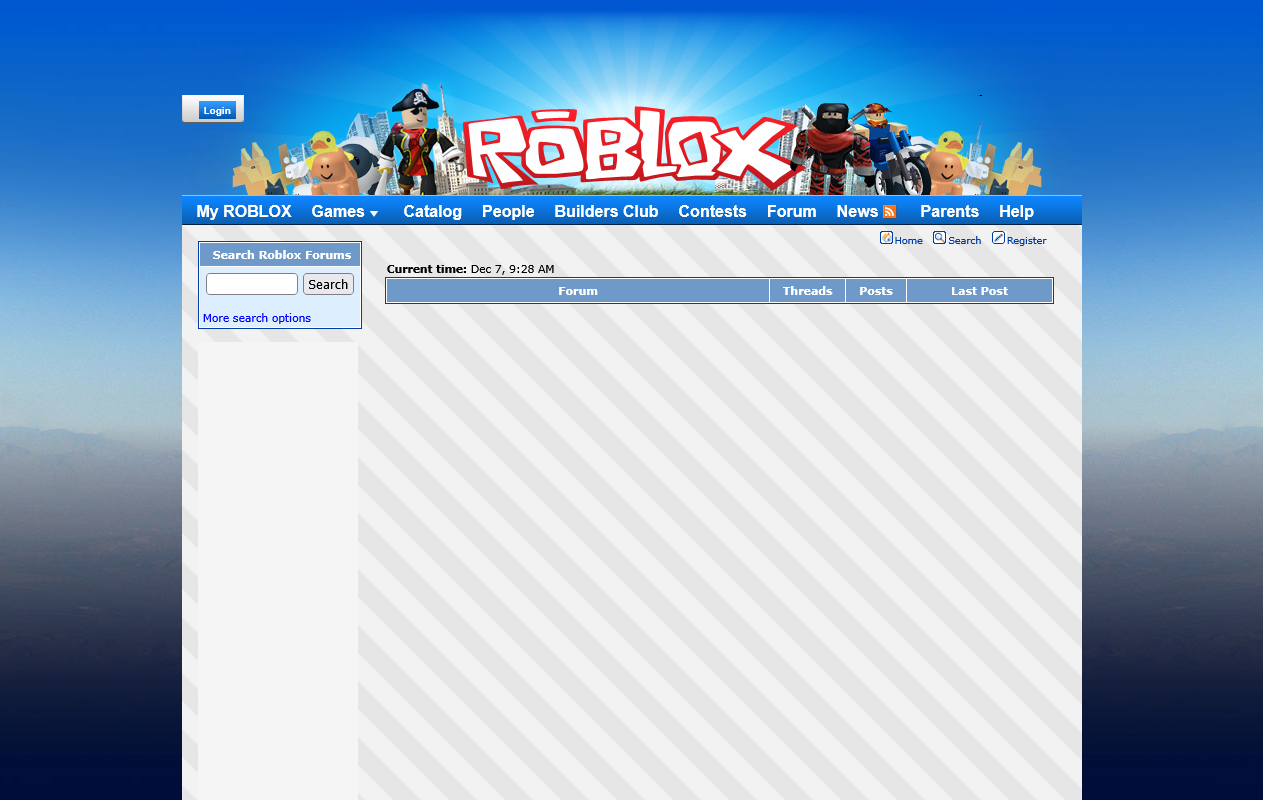 Login
RŌBLOX
My ROBLOX Games Catalog People Builders Club Contests Forum News Parents Help
Home Search Register
Search Roblox Forums
Search
More search options
Current time: Dec 7, 9:28 AM
Forum Threads Posts Last Post